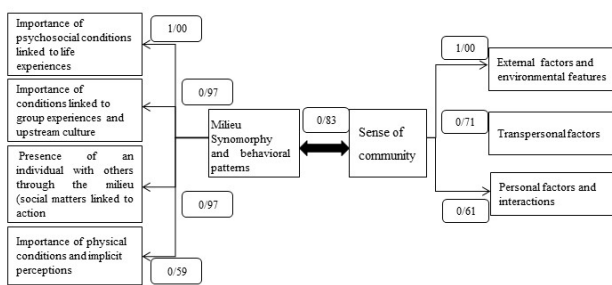 Importance of
psychosocial conditions
linked to life
experiences
1/00
Importance of
conditions linked to
group experiences and
upstream culture
0/97
Presence of an
individual with others
through the milieu
(social matters linked to
action
0/97
Importance of physical
conditions and implicit
perceptions
0/59
Milieu
Synomorphy
and behavioral
patterns
0/83
Sense of
community
1/00
External factors and
environmental features
0/71
Transpersonal factors
0/61
Personal factors and
interactions